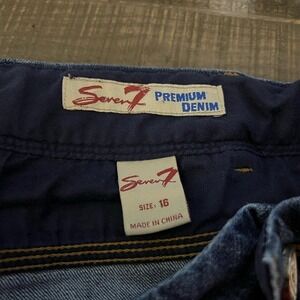 Seven7 PREMIUM
DENIM
Seven7
SIZE: 16
MADE IN CHINA